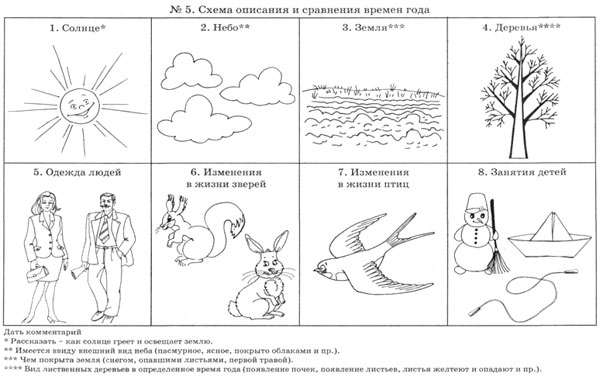 № 5. Схема описания и сравнения времен года
1. Солнце*
2. Небо**
3. Земля***
4. Деревья****
5. Одежда людей
6. Изменения
в жизни зверей
7. Изменения
в жизни птиц
8. Занятия детей
Дать комментарий
* Рассказать – как солнце греет и освещает землю.
** Имеется ввиду внешний вид неба (пасмурное, ясное, покрыто облаками и пр.).
*** Чем покрыта земля (снегом, опавшими листьями, первой травой).
**** Вид лиственных деревьев в определенное время года (появление почек, появление листьев, листья желтеют и опадают и пр.).